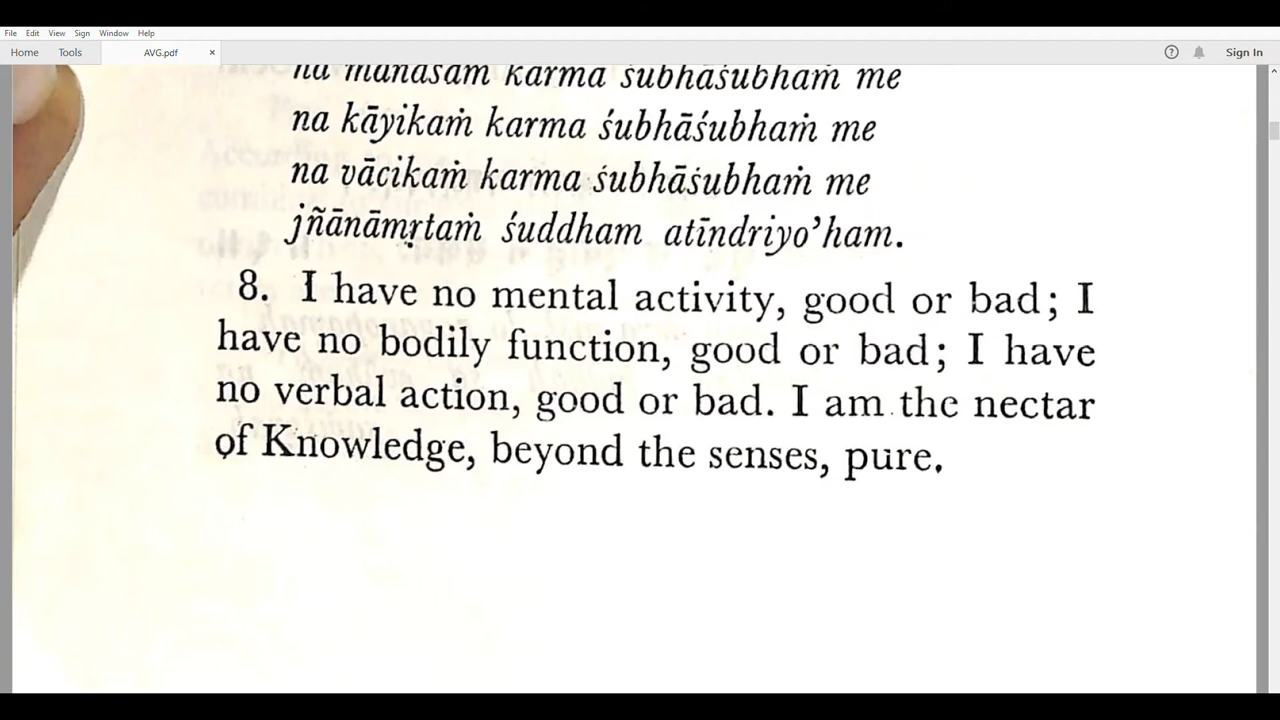 File Edit View Sign Window Help
Home Tools AVG.pdf × ? Sign In
na mānasaṁ karma śubhāśubhaṁ me
na kāyikaṁ karma śubhāśubhaṁ me
na vācikaṁ karma śubhāśubhaṁ me
jñānāmṛtaṁ śuddham atīndriyo’ham.
8. I have no mental activity, good or bad; I
have no bodily function, good or bad; I have
no verbal action, good or bad. I am the nectar
of Knowledge, beyond the senses, pure.